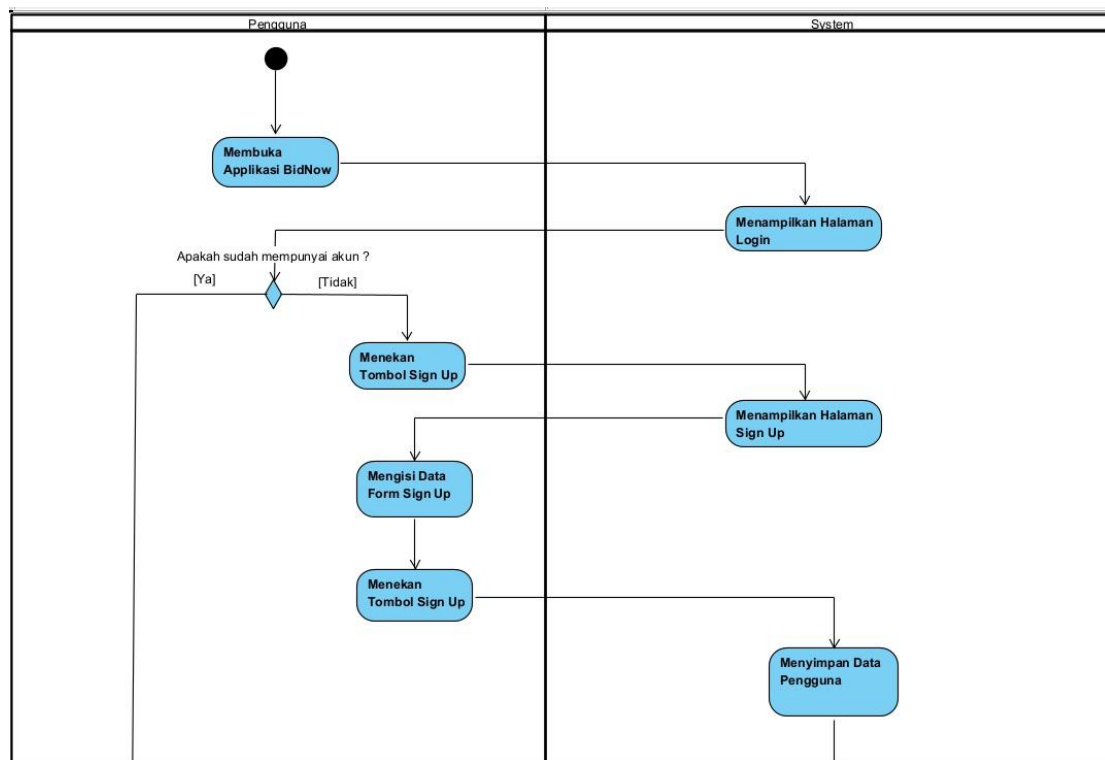 Pengguna
System
Membuka
Applikasi BidNow
Menampilkan Halaman
Login
Apakah sudah mempunyai akun ?
[Ya]
[Tidak]
Menekan
Tombol Sign Up
Menampilkan Halaman
Sign Up
Mengisi Data
Form Sign Up
Menekan
Tombol Sign Up
Menyimpan Data
Pengguna